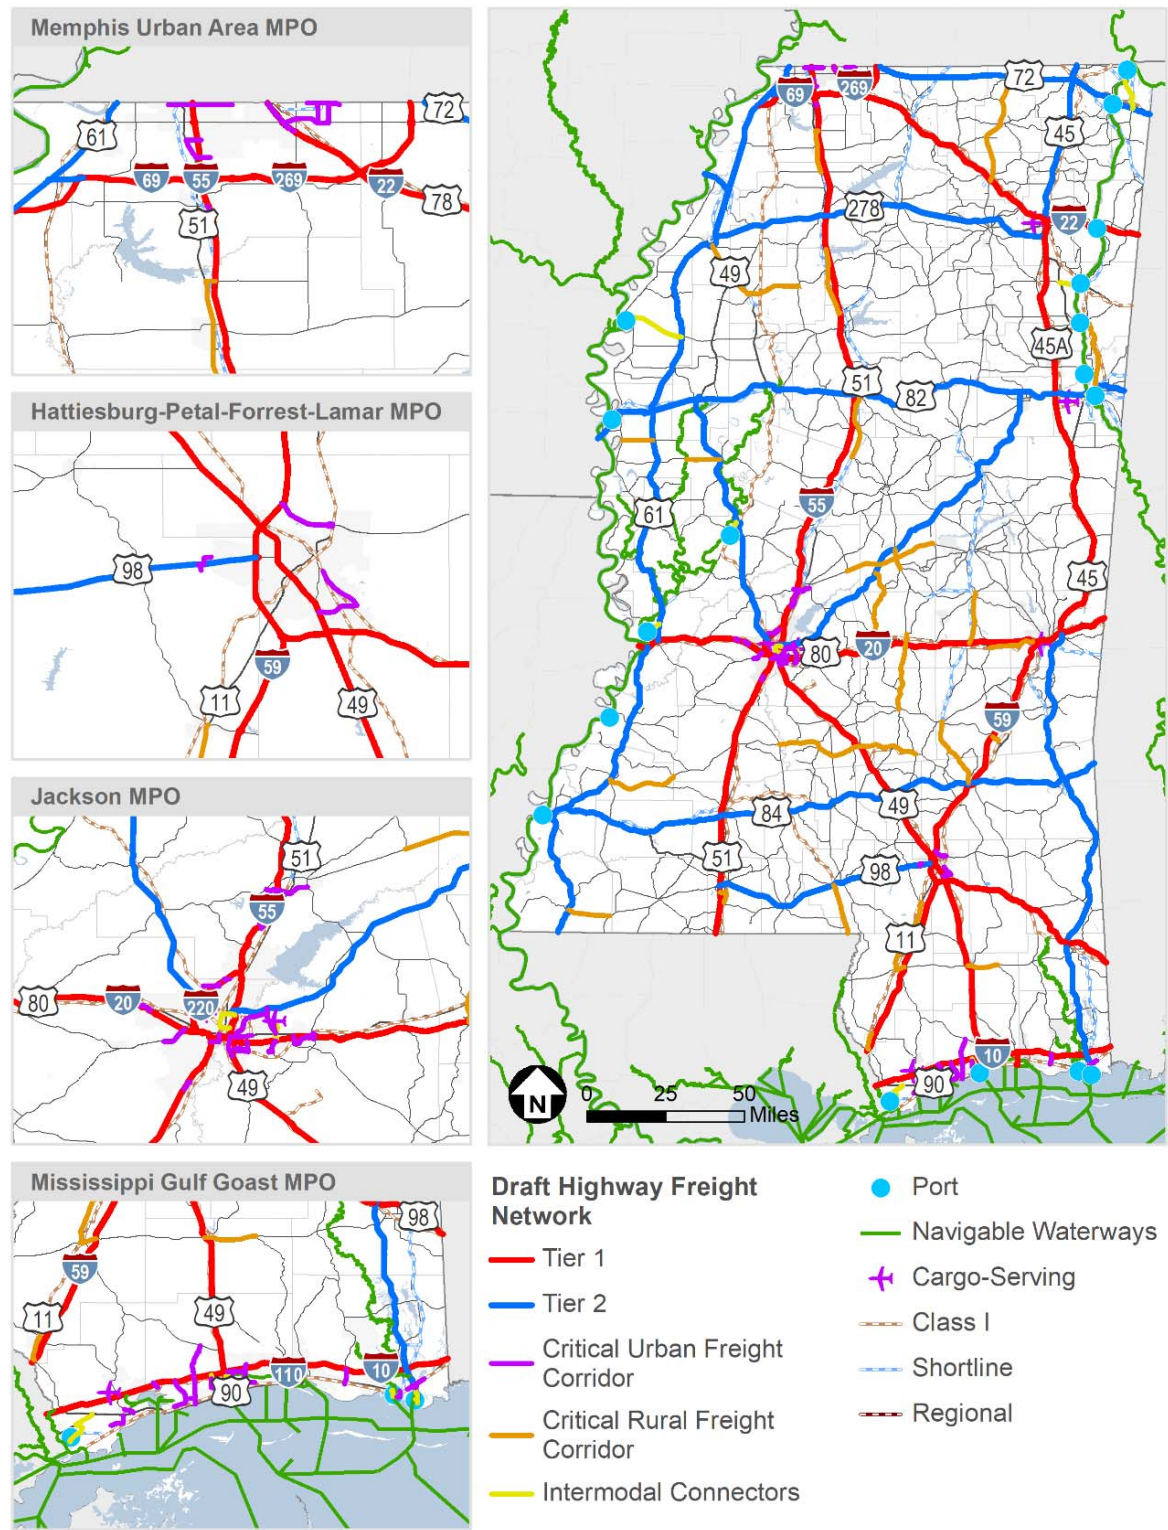 Memphis Urban Area MPO
61
72
69
55
269
22
51
78
Hattiesburg-Petal-Forrest-Lamar MPO
98
59
11
49
Jackson MPO
51
55
80
20
220
49
Mississippi Gulf Goast MPO
98
59
11
49
110
10
90
72
69
269
45
278
22
49
45A
51
82
55
61
45
80
20
59
84
49
51
98
11
10
90
N
0 25 50
Miles
Draft Highway Freight
Network
Tier 1
Tier 2
Critical Urban Freight
Corridor
Critical Rural Freight
Corridor
Intermodal Connectors
Port
Navigable Waterways
Cargo-Serving
Class I
Shortline
Regional